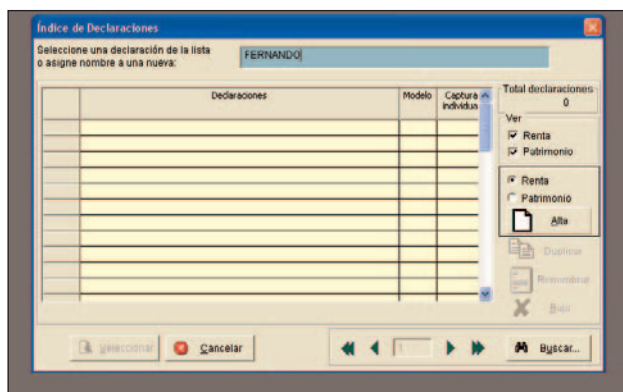 Índice de Declaraciones
Seleccione una declaración de la lista
o asigne nombre a una nueva:
FERNANDO
Declaraciones
Modelo
Captura
individua
Total declaraciones
0
Ver
Renta
Patrimonio
Renta
Patrimonio
Alta
Duplicar
Renombrar
Baja
Seleccionar
Cancelar
1
Buscar...